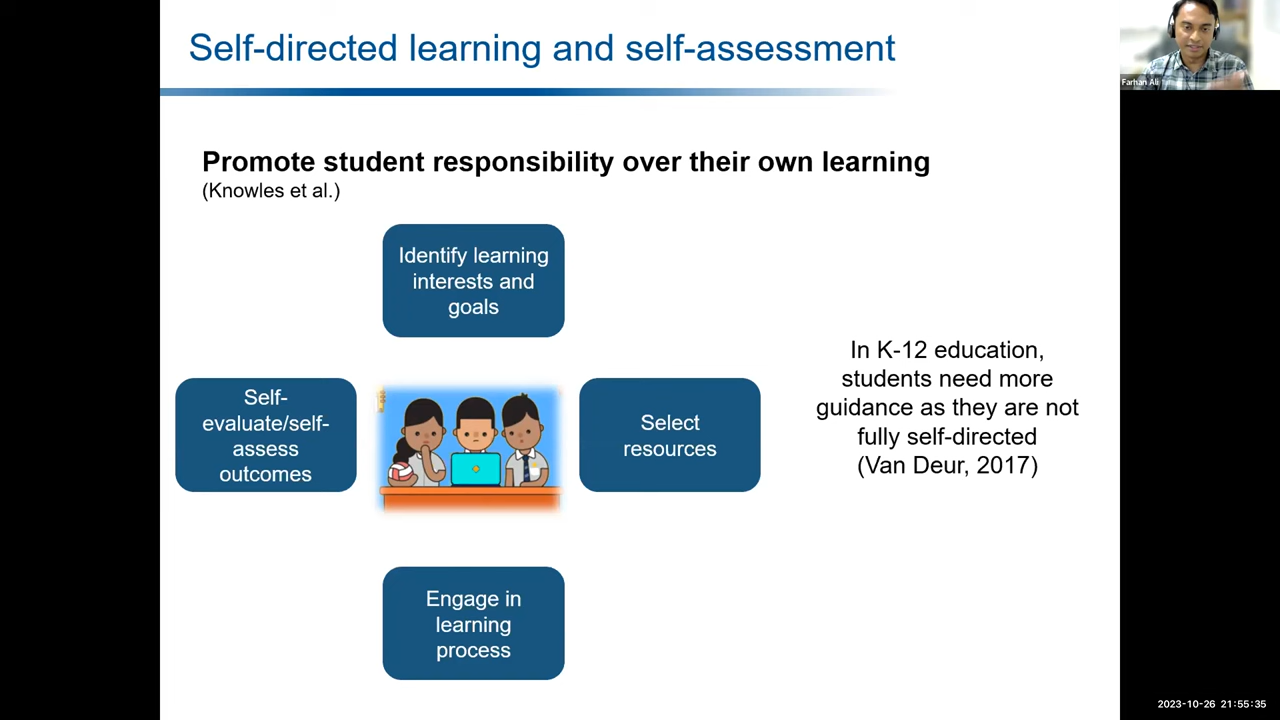 Self-directed learning and self-assessment
Farhan Ali
Promote student responsibility over their own learning
(Knowles et al.)
Identify learning
interests and
goals
Self-
evaluate/self-
assess
outcomes
Select
resources
Engage in
learning
process
In K-12 education,
students need more
guidance as they are not
fully self-directed
(Van Deur, 2017)
2023-10-26 21:55:35